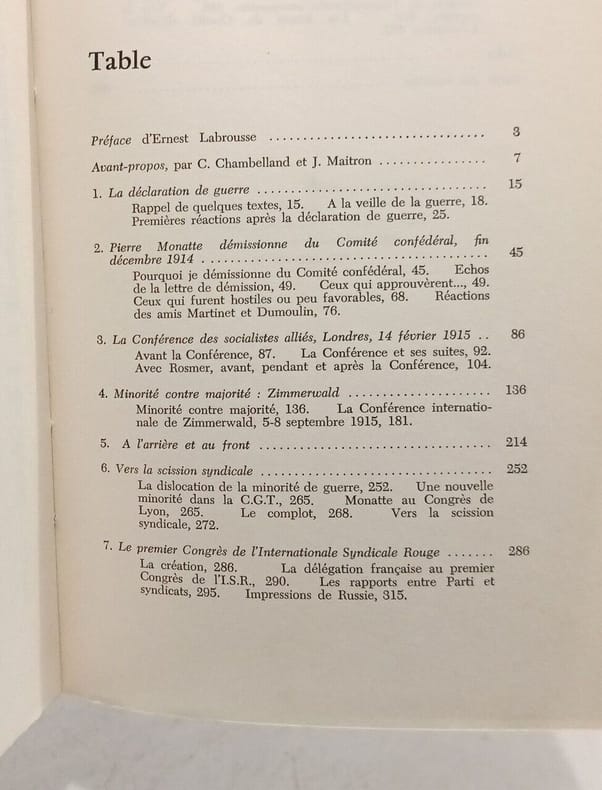 Table
Préface d'Ernest Labrousse ................................ 3
Avant-propos, par C. Chambelland et J. Maitron ................ 7
1. La déclaration de guerre .................................. 15
Rappel de quelques textes, 15. A la veille de la guerre, 18.
Premières réactions après la déclaration de guerre, 25.
2. Pierre Monatte démissionne du Comité confédéral, fin
décembre 1914 ........................................ 45
Pourquoi je démissionne du Comité confédéral, 45. Echos
de la lettre de démission, 49. Ceux qui approuvèrent..., 49.
Ceux qui furent hostiles ou peu favorables, 68. Réactions
des amis Martinet et Dumoulin, 76.
3. La Conférence des socialistes alliés, Londres, 14 février 1915 .. 86
Avant la Conférence, 87. La Conférence et ses suites, 92.
Avec Rosmer, avant, pendant et après la Conférence, 104.
4. Minorité contre majorité : Zimmerwald ..................... 136
Minorité contre majorité, 136. La Conférence internatio-
nale de Zimmerwald, 5-8 septembre 1915, 181.
5. A l'arrière et au front .................................. 214
6. Vers la scission syndicale .................................. 252
La dislocation de la minorité de guerre, 252. Une nouvelle
minorité dans la C.G.T., 265. Monatte au Congrès de
Lyon, 265. Le complot, 268. Vers la scission
syndicale, 272.
7. Le premier Congrès de l'Internationale Syndicale Rouge ....... 286
La création, 286. La délégation française au premier
Congrès de l'I.S.R., 290. Les rapports entre Parti et
syndicats, 295. Impressions de Russie, 315.